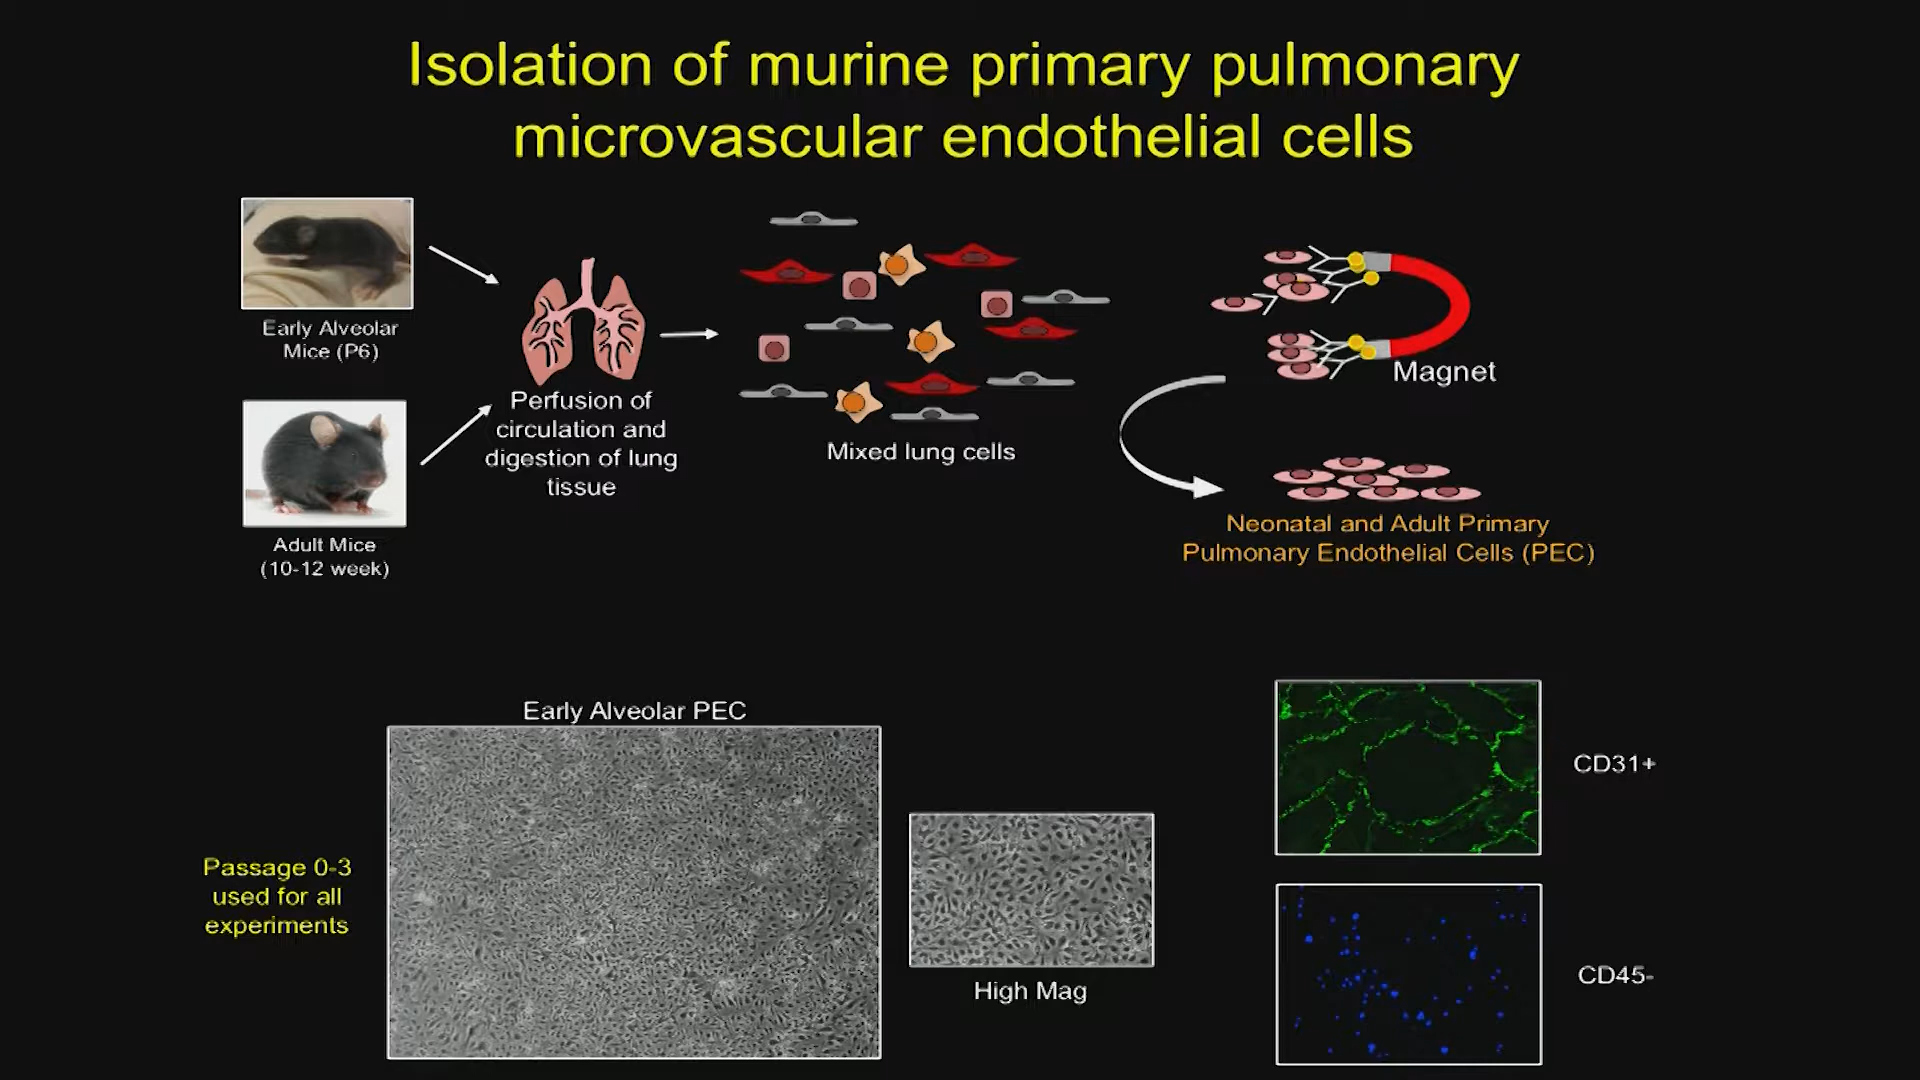 Isolation of murine primary pulmonary
microvascular endothelial cells
Early Alveolar
Mice (P6)
Adult Mice
(10-12 week)
Perfusion of
circulation and
digestion of lung
tissue
Mixed lung cells
Magnet
Neonatal and Adult Primary
Pulmonary Endothelial Cells (PEC)
Passage 0-3
used for all
experiments
Early Alveolar PEC
High Mag
CD31+
CD45-